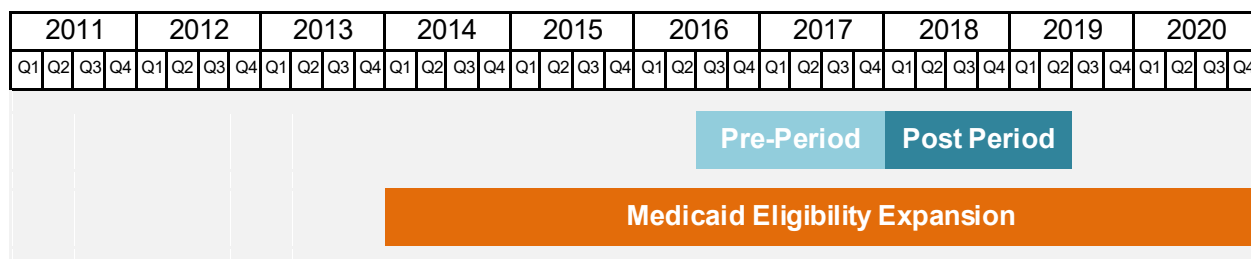 2011 2012 2013 2014 2015 2016 2017 2018 2019 2020
Q1 Q2 Q3 Q4 Q1 Q2 Q3 Q4 Q1 Q2 Q3 Q4 Q1 Q2 Q3 Q4 Q1 Q2 Q3 Q4 Q1 Q2 Q3 Q4 Q1 Q2 Q3 Q4 Q1 Q2 Q3 Q4 Q1 Q2 Q3 Q4 Q1 Q2 Q3 Q4
Pre-Period Post Period
Medicaid Eligibility Expansion